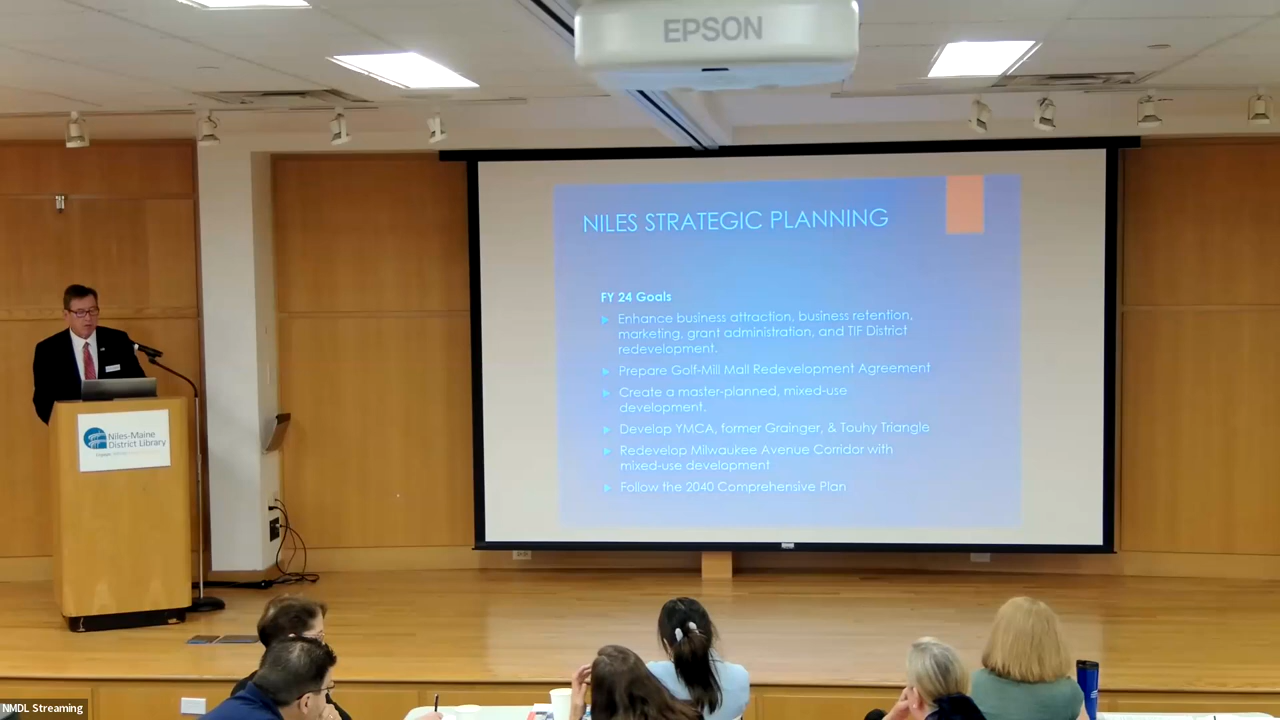 EPSON
NILES STRATEGIC PLANNING
FY 24 Goals
Enhance business attraction, business retention,
marketing, grant administration, and TIF District
redevelopment.
Prepare Golf-Mill Mall Redevelopment Agreement
Create a master-planned, mixed-use
development.
Develop YMCA, former Grainger, & Touhy Triangle
Redevelop Milwaukee Avenue Corridor with
mixed-use development
Follow the 2040 Comprehensive Plan
Niles-Maine
District Library
NMDL Streaming